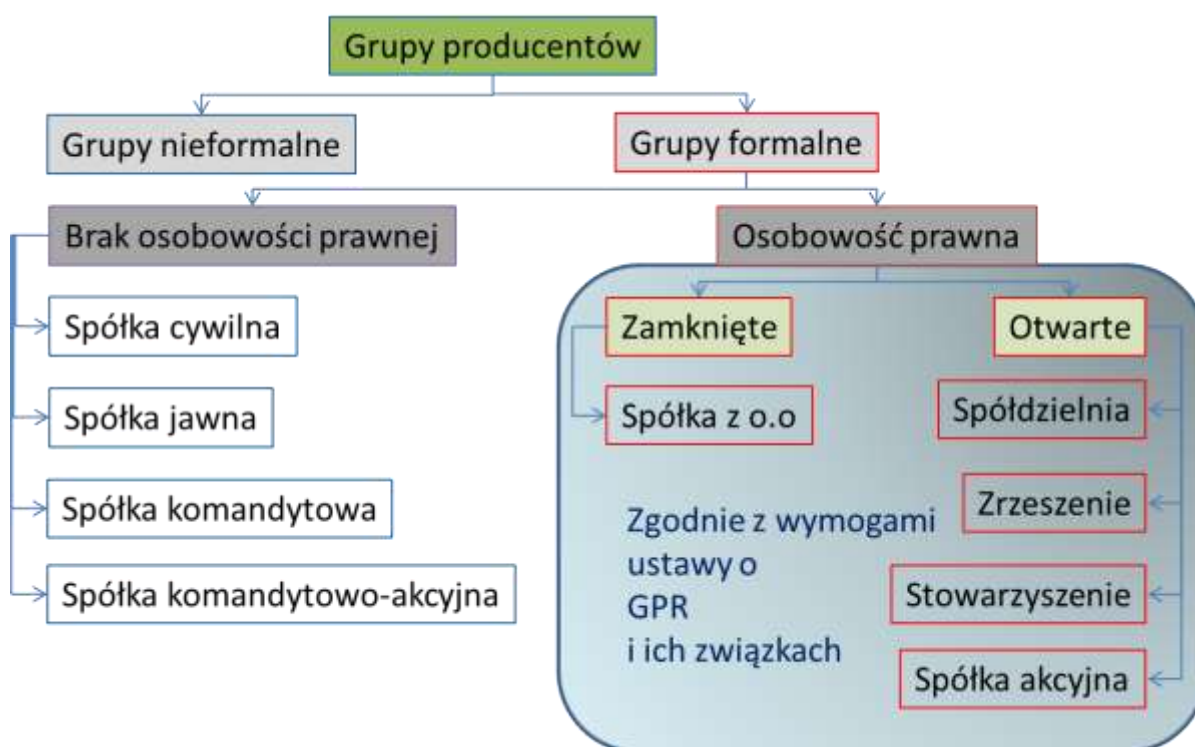 Grupy producentów
Grupy nieformalne
Grupy formalne
Brak osobowości prawnej
Osobowość prawna
Spółka cywilna
Spółka jawna
Spółka komandytowa
Spółka komandytowo-akcyjna
Zamknięte
Otwarte
Spółka z o.o
Spółdzielnia
Zrzeszenie
Stowarzyszenie
Spółka akcyjna
Zgodnie z wymogami
ustawy o
GPR
i ich związkach